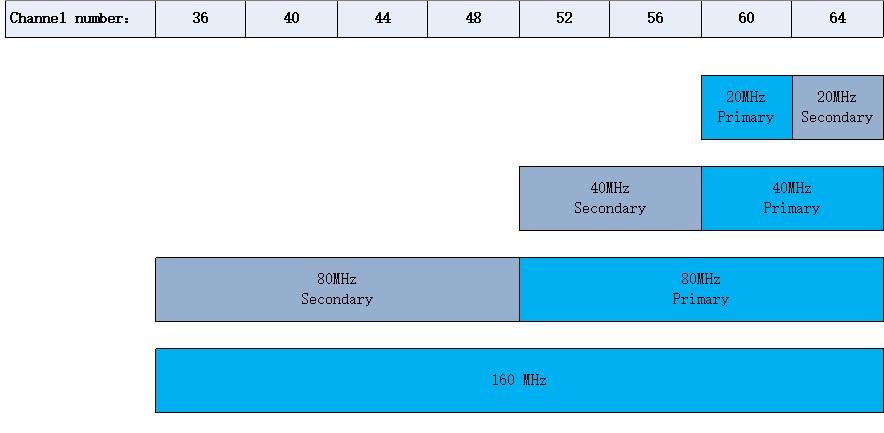 Channel number: 36 40 44 48 52 56 60 64
20MHz 20MHz
Primary Secondary
40MHz 40MHz
Secondary Primary
80MHz 80MHz
Secondary Primary
160 MHz